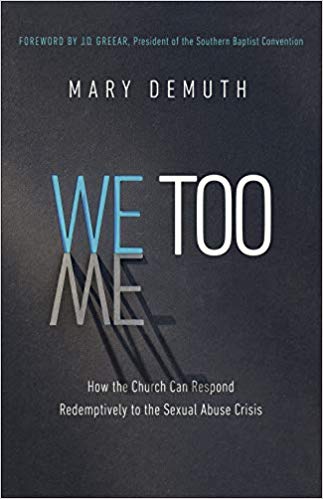 FOREWORD BY J.D. GREEAR, President of the Southern Baptist Convention
MARY DEMUTH
WE TOO
ME
How the Church Can Respond
Redemptively to the Sexual Abuse Crisis